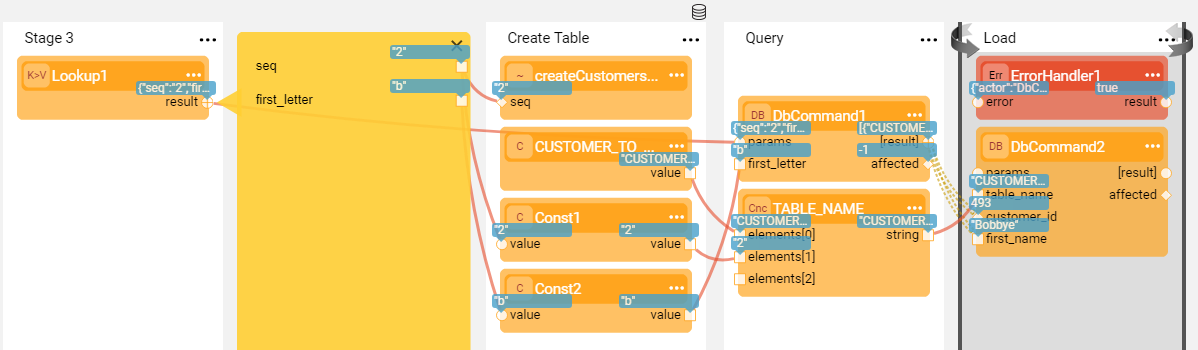 Stage 3
...
K>V
Lookup1
...
{"seq":"2","fir...
result
"2"
seq
"b"
first_letter
Create Table
...
~
createCustomers...
...
"2"
seq
C
CUSTOMER_TO_...
...
"CUSTOMER...
value
C
Const1
...
"2"
"2"
value
value
C
Const2
...
"b"
"b"
value
value
Query
...
DB
DbCommand1
...
{"seq":"2","fir...
[{"CUSTOME...
params
[result]
"b"
-1
first_letter
affected
Cnc
TABLE_NAME
...
"CUSTOMER...
"CUSTOMER...
elements[0]
string
"2"
elements[1]
elements[2]
Load
...
Err
ErrorHandler1
...
{"actor":"DbC...
true
error
result
DB
DbCommand2
...
params
[result]
"CUSTOMER...
table_name
affected
493
customer_id
"Bobbye"
first_name